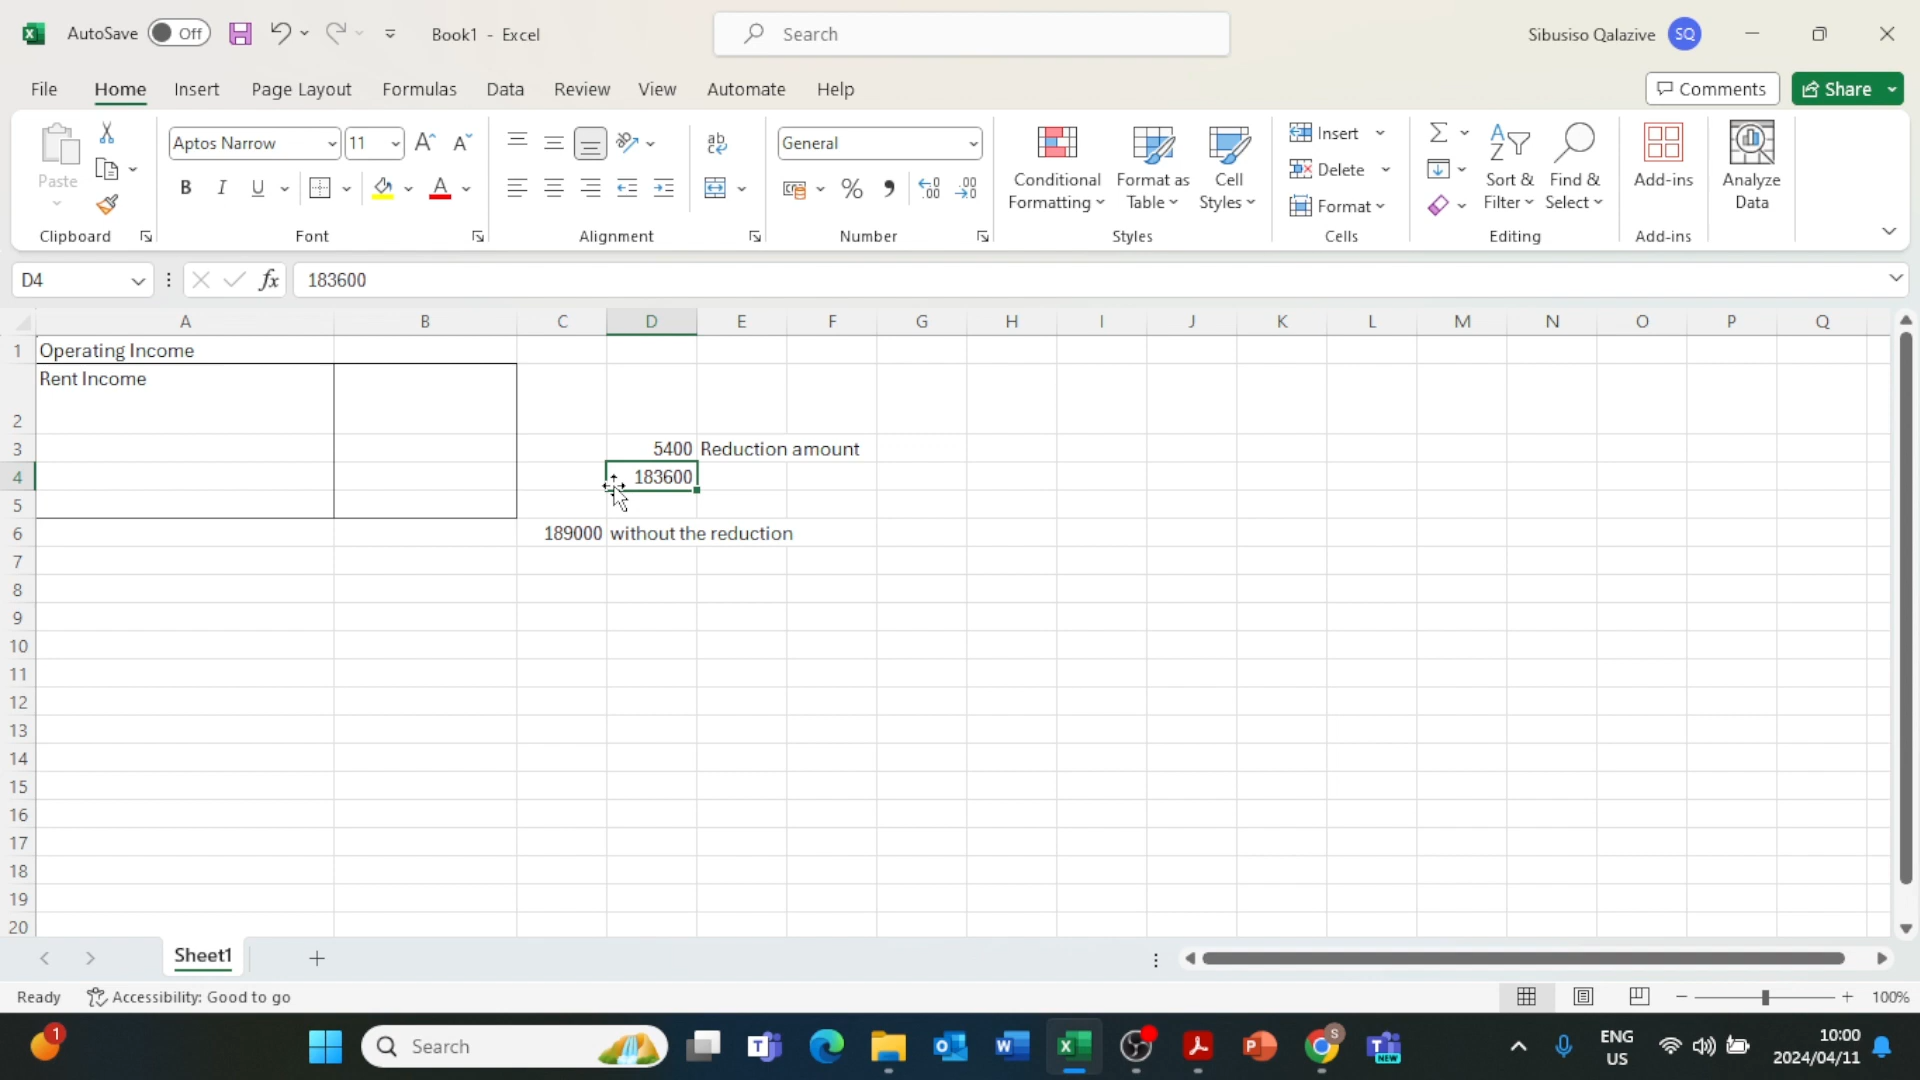 AutoSave Off Book1 - Excel Search Sibusiso Qalazive SQ
File Home Insert Page Layout Formulas Data Review View Automate Help Comments Share
Paste Aptos Narrow 11 General Conditional Formatting Format as Table Cell Styles Insert Delete Format Sort & Filter Find & Select Add-ins Analyze Data
Clipboard Font Alignment Number Styles Cells Editing Add-ins
D4 fx 183600
A B C D E F G H I J K L M N O P Q
1 Operating Income
Rent Income
2
3 5400 Reduction amount
4 183600
5
6 189000 without the reduction
7
8
9
10
11
12
13
14
15
16
17
18
19
20
Sheet1
Ready Accessibility: Good to go 100%
1 Search ENG US 10:00 2024/04/11